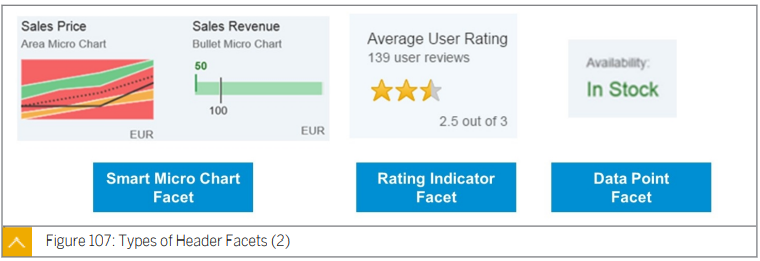 Sales Price
Area Micro Chart
EUR
Sales Revenue
Bullet Micro Chart
50
100
EUR
Average User Rating
139 user reviews
2.5 out of 3
Availability:
In Stock
Smart Micro Chart
Facet
Rating Indicator
Facet
Data Point
Facet
Figure 107: Types of Header Facets (2)